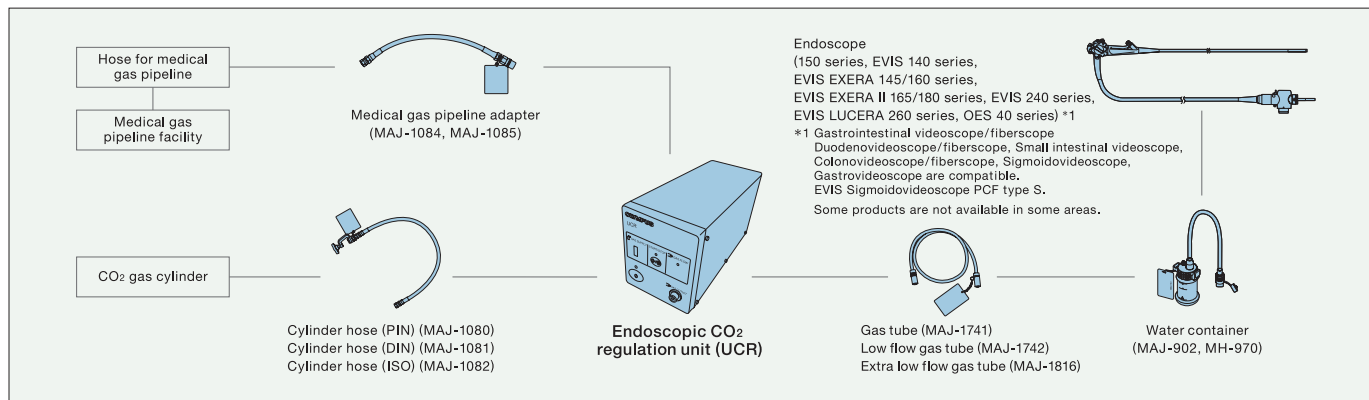 Hose for medical
gas pipeline
Medical gas
pipeline facility
Medical gas pipeline adapter
(MAJ-1084, MAJ-1085)
Endoscope
(150 series, EVIS 140 series,
EVIS EXERA 145/160 series,
EVIS EXERA II 165/180 series, EVIS 240 series,
EVIS LUCERA 260 series, OES 40 series) *1
*1 Gastrointestinal videoscope/fiberscope
Duodenovideoscope/fiberscope, Small intestinal videoscope,
Colonovideoscope/fiberscope, Sigmoidovideoscope,
Gastrovideoscope are compatible.
EVIS Sigmoidovideoscope PCF type S.
Some products are not available in some areas.
CO2 gas cylinder
Cylinder hose (PIN) (MAJ-1080)
Cylinder hose (DIN) (MAJ-1081)
Cylinder hose (ISO) (MAJ-1082)
OLYMPUS
UCR
Endoscopic CO2
regulation unit (UCR)
Gas tube (MAJ-1741)
Low flow gas tube (MAJ-1742)
Extra low flow gas tube (MAJ-1816)
Water container
(MAJ-902, MH-970)